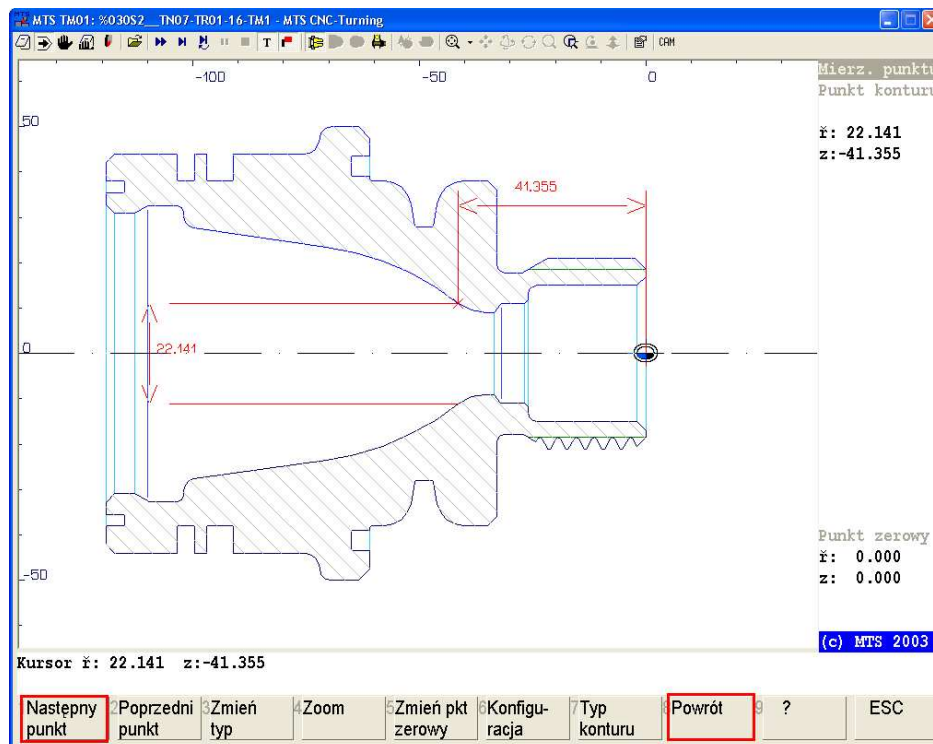 MTS TM01: %030S2__TN07-TR01-16-TM1 - MTS CNC-Turning
T CAM
-100 -50 0
Mierz. punktu
Punkt konturu
50
ř: 22.141
z:-41.355
41.355
0
22.141
Punkt zerowy
ř: 0.000
z: 0.000
-50
(c) MTS 2003
Kursor ř: 22.141 z:-41.355
1 Następny punkt
2 Poprzedni punkt
3 Zmień typ
4 Zoom
5 Zmień pkt zerowy
6 Konfigu-racja
7 Typ konturu
8 Powrót
9 ?
ESC